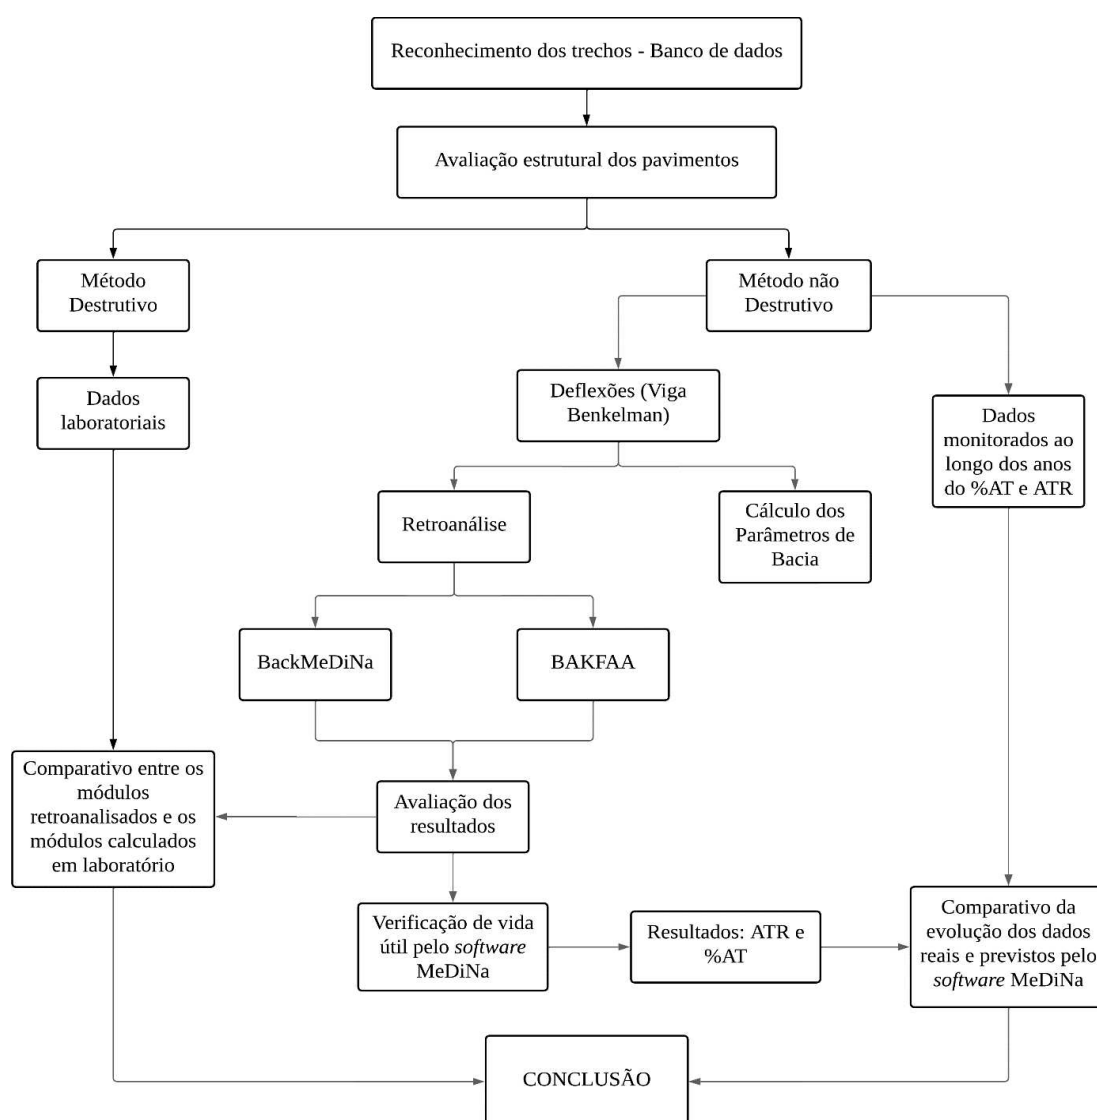 Reconhecimento dos trechos - Banco de dados
Avaliação estrutural dos pavimentos
Método
Destrutivo
Método não
Destrutivo
Dados
laboratoriais
Deflexões (Viga
Benkelman)
Dados
monitorados ao
longo dos anos
do %AT e ATR
Retroanálise
Cálculo dos
Parâmetros de
Bacia
BackMeDiNa
BAKFAA
Comparativo entre os
módulos
retroanalisados e os
módulos calculados
em laboratório
Avaliação dos
resultados
Verificação de vida
útil pelo software
MeDiNa
Resultados: ATR e
%AT
Comparativo da
evolução dos dados
reais e previstos pelo
software MeDiNa
CONCLUSÃO